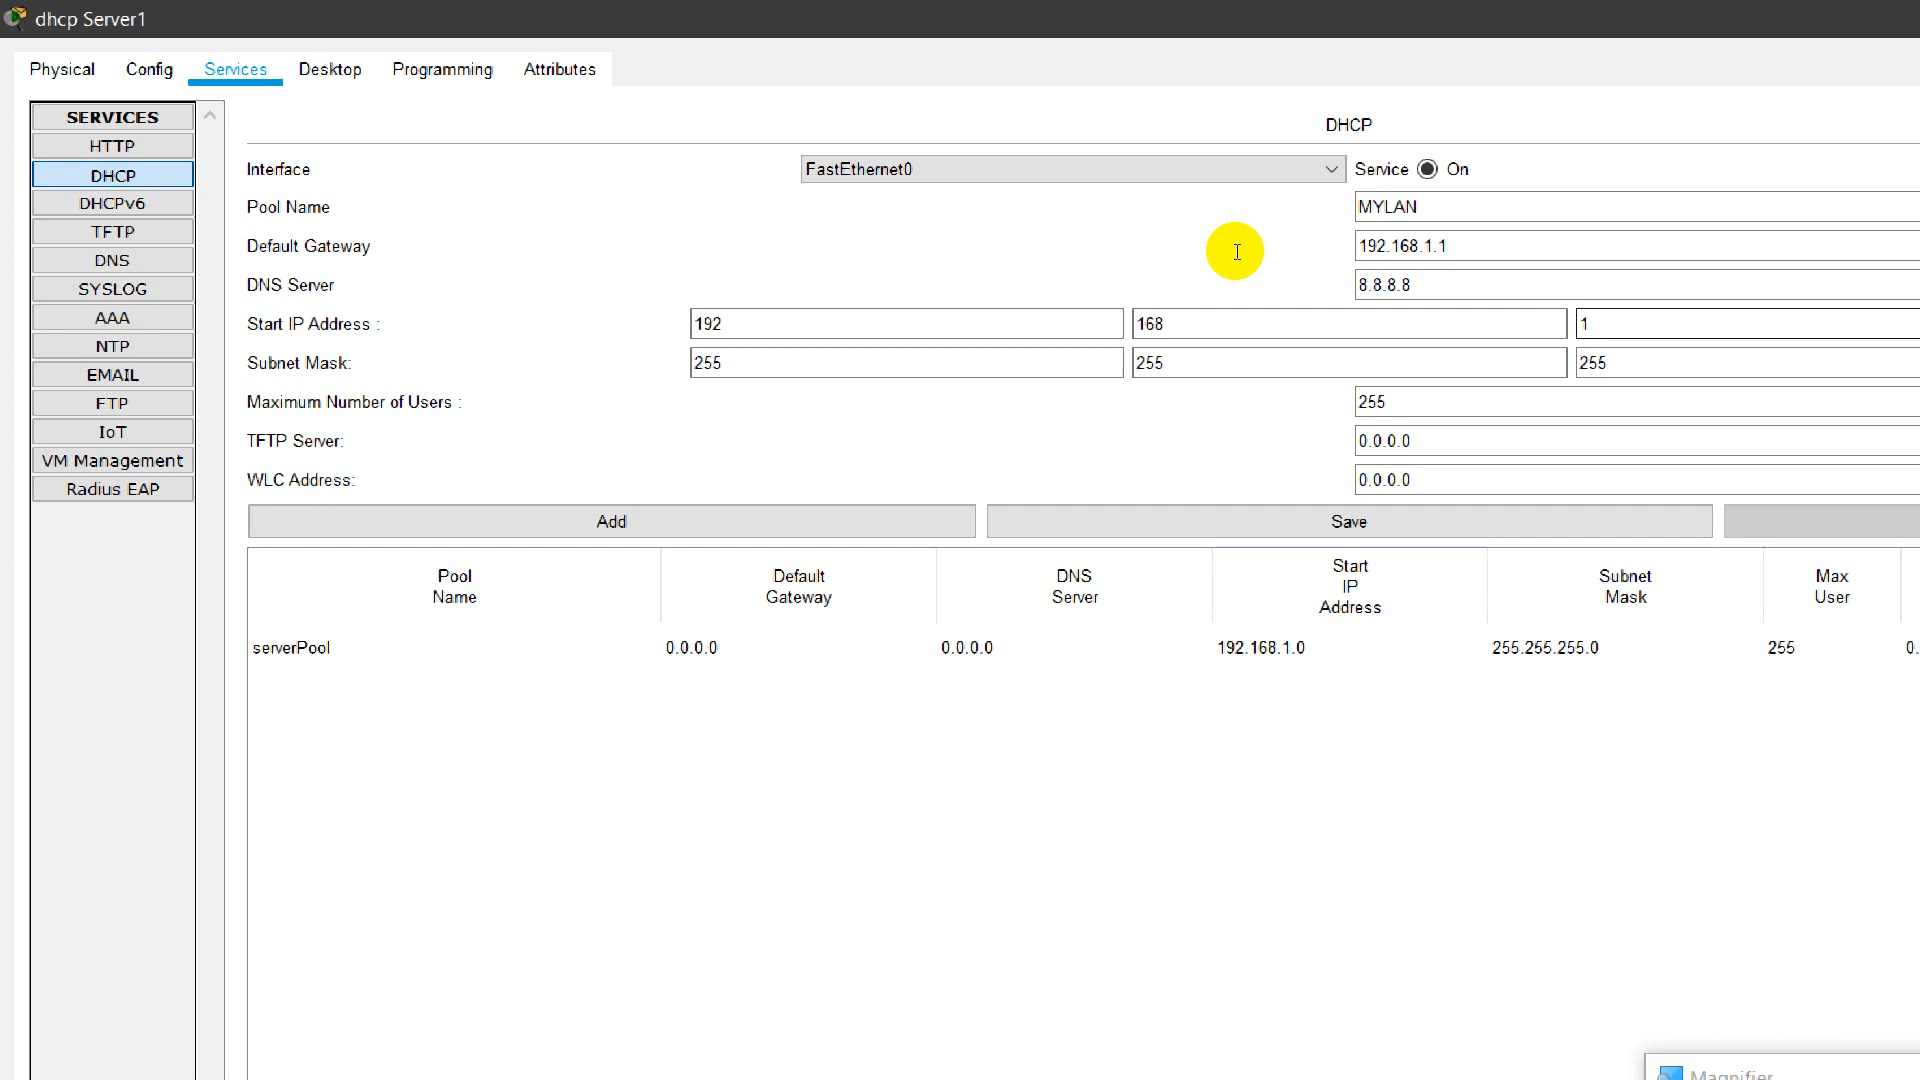 dhcp Server1
Physical Config Services Desktop Programming Attributes
SERVICES
HTTP
DHCP
DHCPv6
TFTP
DNS
SYSLOG
AAA
NTP
EMAIL
FTP
IoT
VM Management
Radius EAP
DHCP
Interface FastEthernet0 Service On
Pool Name MYLAN
Default Gateway 192.168.1.1
DNS Server 8.8.8.8
Start IP Address : 192 168 1
Subnet Mask: 255 255 255
Maximum Number of Users : 255
TFTP Server: 0.0.0.0
WLC Address: 0.0.0.0
Add Save
Pool Name
Default Gateway
DNS Server
Start IP Address
Subnet Mask
Max User
serverPool 0.0.0.0 0.0.0.0 192.168.1.0 255.255.255.0 255 0.
Magnifier